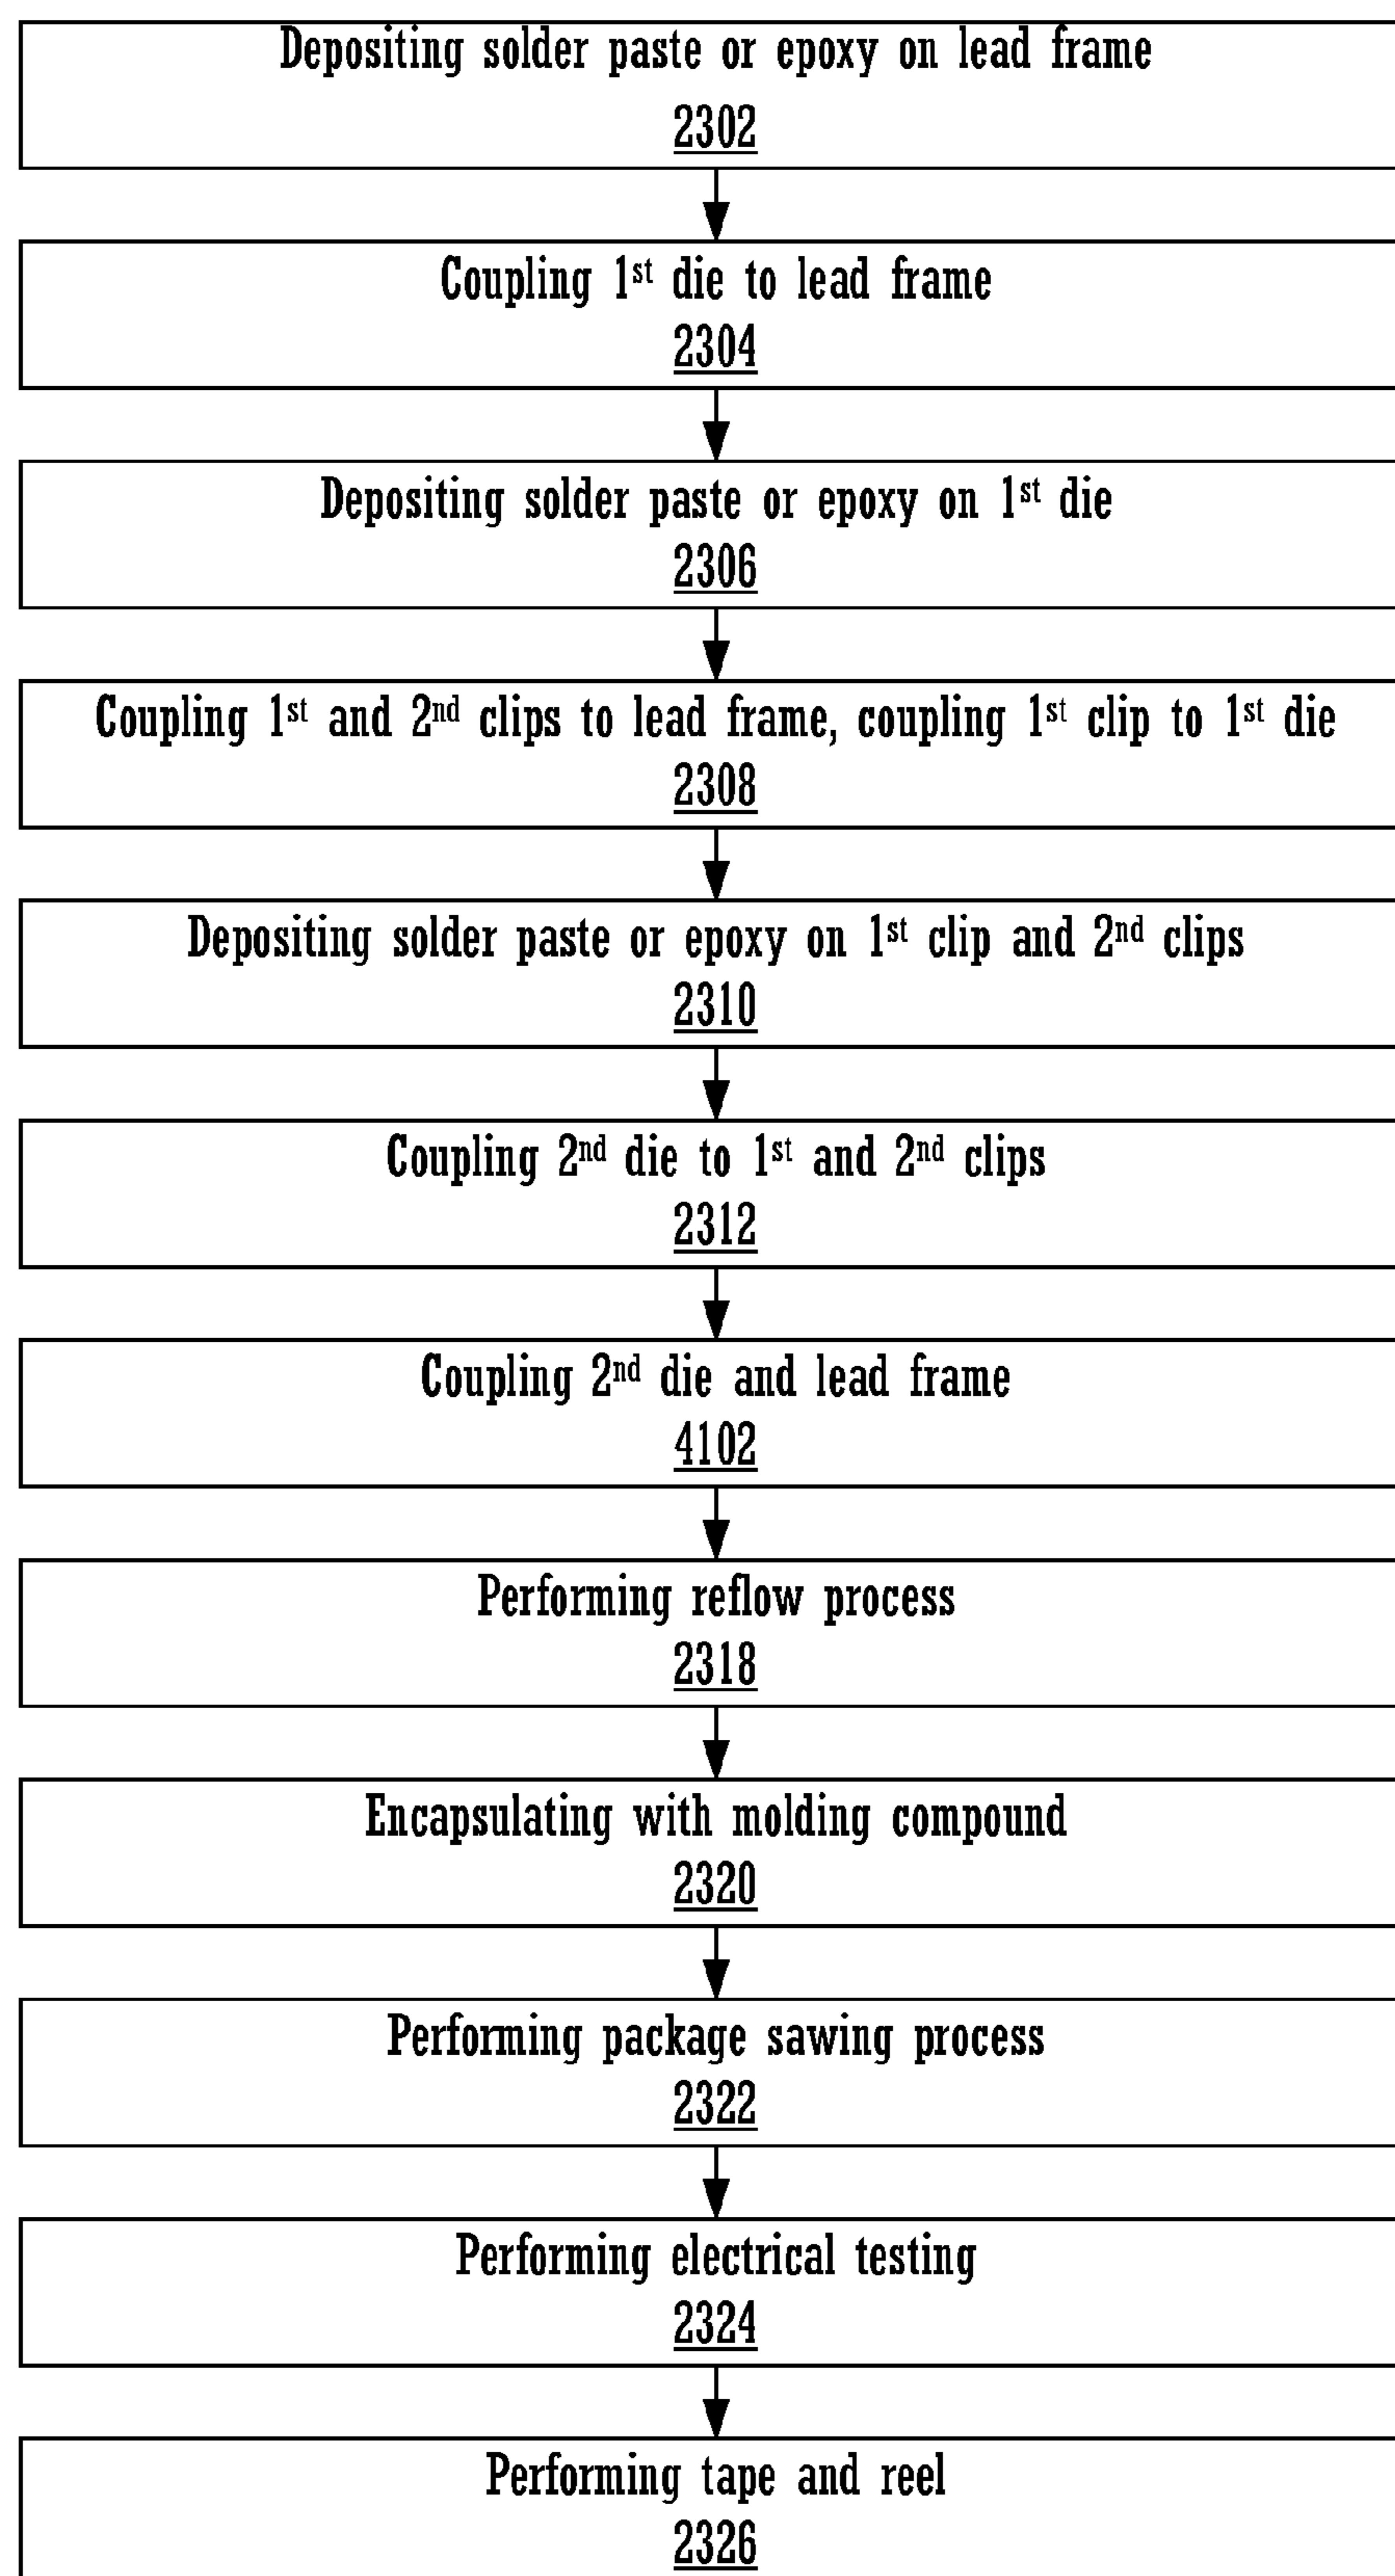 Depositing solder paste or epoxy on lead frame
2302
Coupling 1st die to lead frame
2304
Depositing solder paste or epoxy on 1st die
2306
Coupling 1st and 2nd clips to lead frame, coupling 1st clip to 1st die
2308
Depositing solder paste or epoxy on 1st clip and 2nd clips
2310
Coupling 2nd die to 1st and 2nd clips
2312
Coupling 2nd die and lead frame
4102
Performing reflow process
2318
Encapsulating with molding compound
2320
Performing package sawing process
2322
Performing electrical testing
2324
Performing tape and reel
2326